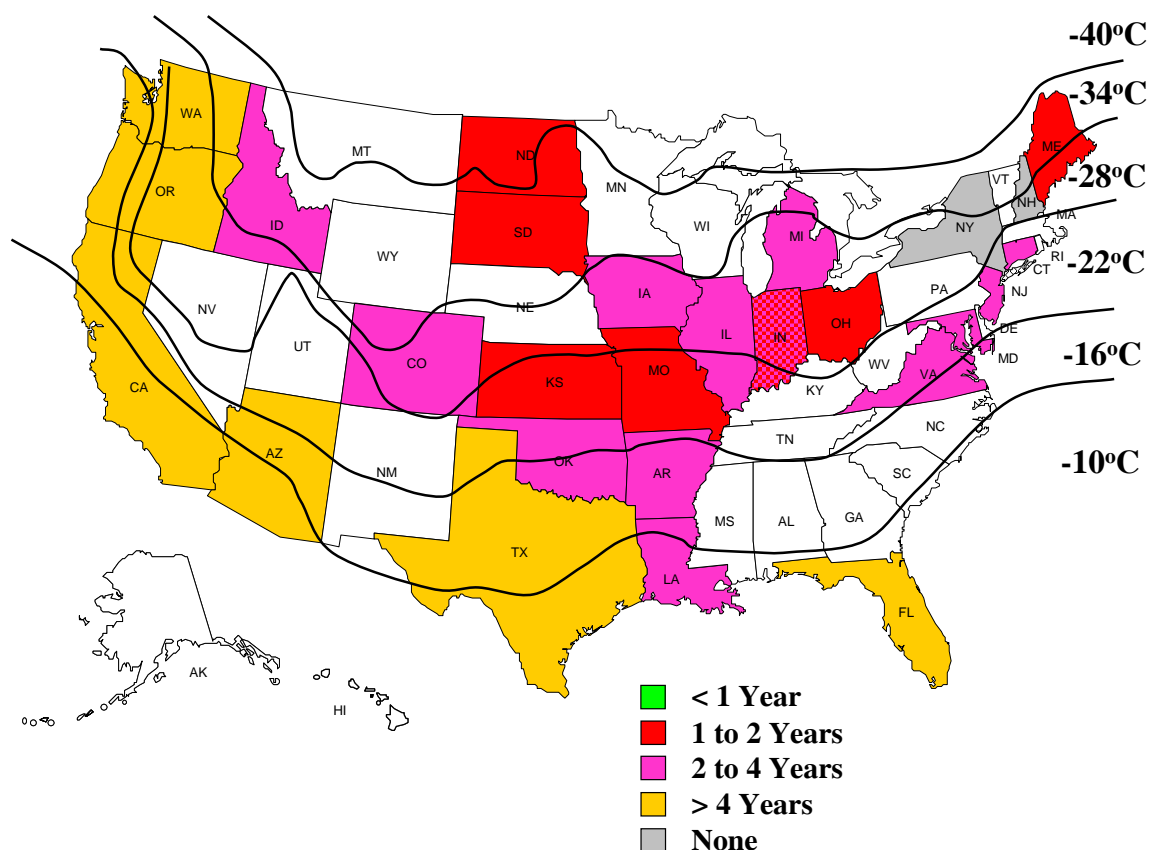 -40°C
-34°C
WA
MT
ND
ME
MN
VT
-28°C
OR
NH
MA
ID
SD
WI
MI
NY
RI
WY
CT
-22°C
PA
NJ
IA
NV
NE
DE
UT
IL
IN
OH
MD
-16°C
CO
WV
CA
KS
MO
VA
KY
NC
TN
AZ
OK
-10°C
NM
AR
SC
MS
AL
GA
TX
LA
FL
AK
HI
< 1 Year
1 to 2 Years
2 to 4 Years
> 4 Years
None